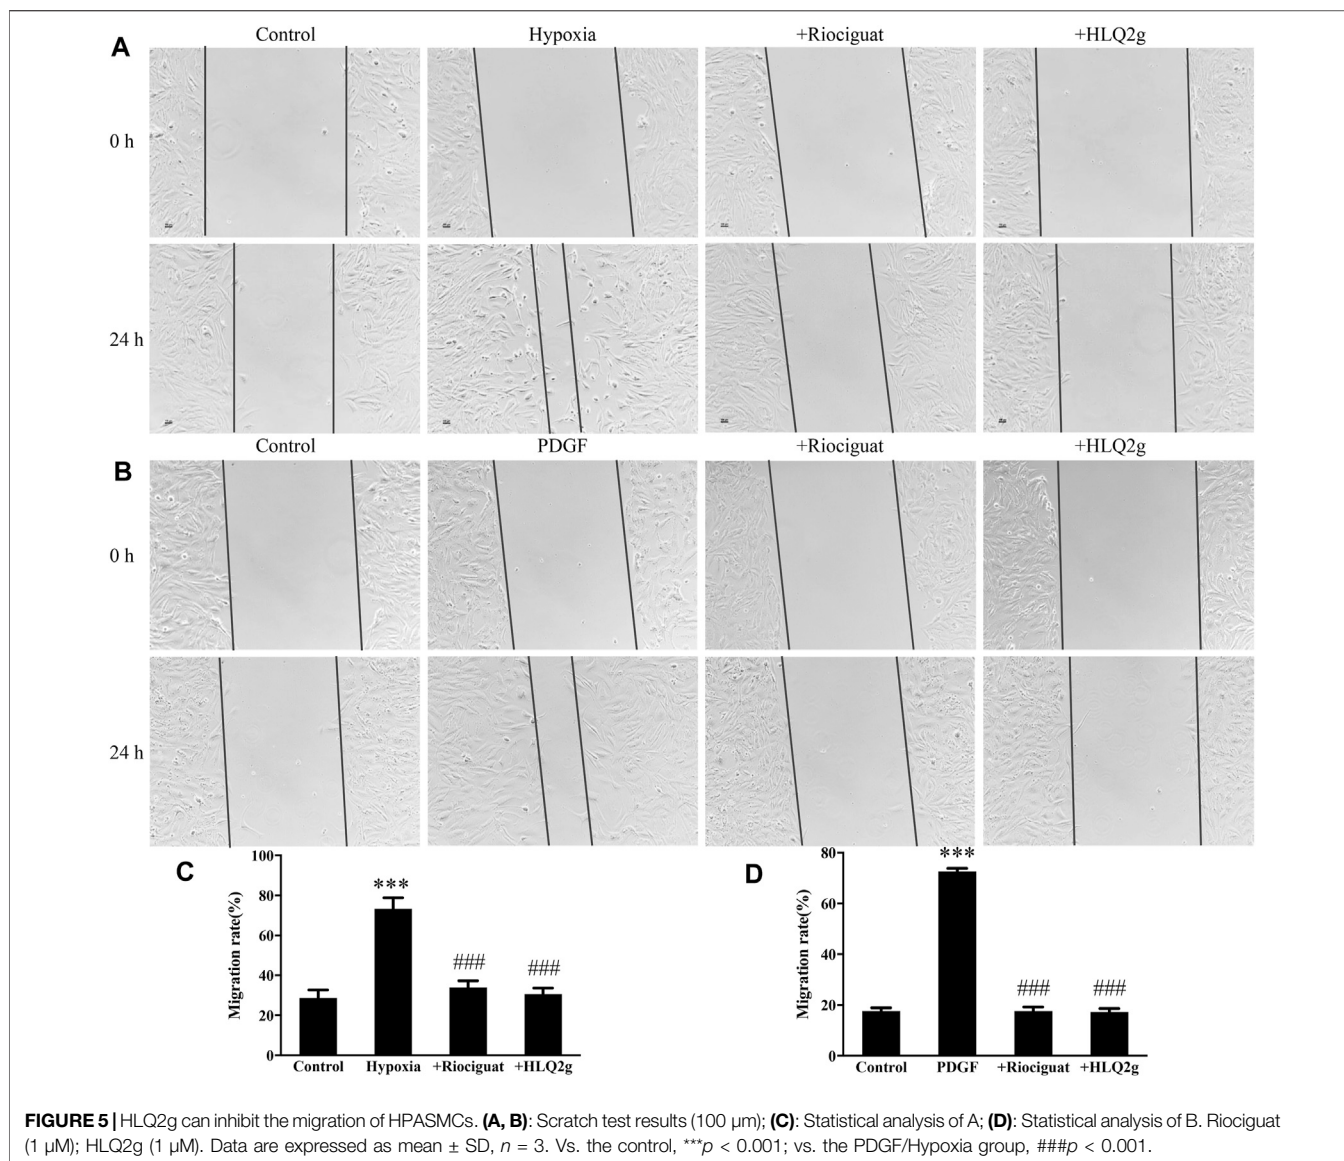 A
Control Hypoxia +Riociguat +HLQ2g
0 h
24 h
B
Control PDGF +Riociguat +HLQ2g
0 h
24 h
C
Migration rate(%)
100
80
60
40
20
0
***
###
###
Control Hypoxia +Riociguat +HLQ2g
D
Migration rate(%)
80
60
40
20
0
***
###
###
Control PDGF +Riociguat +HLQ2g
FIGURE 5 | HLQ2g can inhibit the migration of HPASMCs. (A, B): Scratch test results (100 μm); (C): Statistical analysis of A; (D): Statistical analysis of B. Riociguat
(1 μM); HLQ2g (1 μM). Data are expressed as mean ± SD, n = 3. Vs. the control, ***p < 0.001; vs. the PDGF/Hypoxia group, ###p < 0.001.